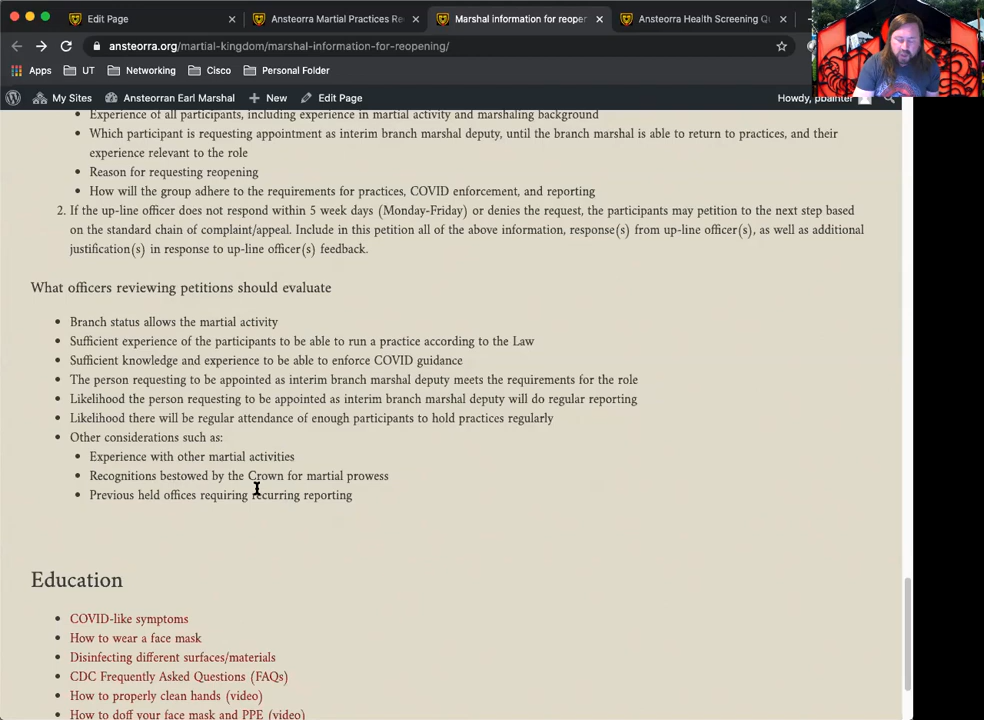 Edit Page
Ansteorra Martial Practices Re
Marshal information for reoper
Ansteorra Health Screening Q
ansteorra.org/martial-kingdom/marshal-information-for-reopening/
Apps UT Networking Cisco Personal Folder
My Sites Ansteorran Earl Marshal New Edit Page Howdy, pbainter
Experience of all participants, including experience in martial activity and marshaling background
Which participant is requesting appointment as interim branch marshal deputy, until the branch marshal is able to return to practices, and their
experience relevant to the role
Reason for requesting reopening
How will the group adhere to the requirements for practices, COVID enforcement, and reporting
2. If the up-line officer does not respond within 5 week days (Monday-Friday) or denies the request, the participants may petition to the next step based
on the standard chain of complaint/appeal. Include in this petition all of the above information, response(s) from up-line officer(s), as well as additional
justification(s) in response to up-line officer(s) feedback.
What officers reviewing petitions should evaluate
Branch status allows the martial activity
Sufficient experience of the participants to be able to run a practice according to the Law
Sufficient knowledge and experience to be able to enforce COVID guidance
The person requesting to be appointed as interim branch marshal deputy meets the requirements for the role
Likelihood the person requesting to be appointed as interim branch marshal deputy will do regular reporting
Likelihood there will be regular attendance of enough participants to hold practices regularly
Other considerations such as:
Experience with other martial activities
Recognitions bestowed by the Crown for martial prowess
Previous held offices requiring recurring reporting
Education
COVID-like symptoms
How to wear a face mask
Disinfecting different surfaces/materials
CDC Frequently Asked Questions (FAQs)
How to properly clean hands (video)
How to doff your face mask and PPE (video)